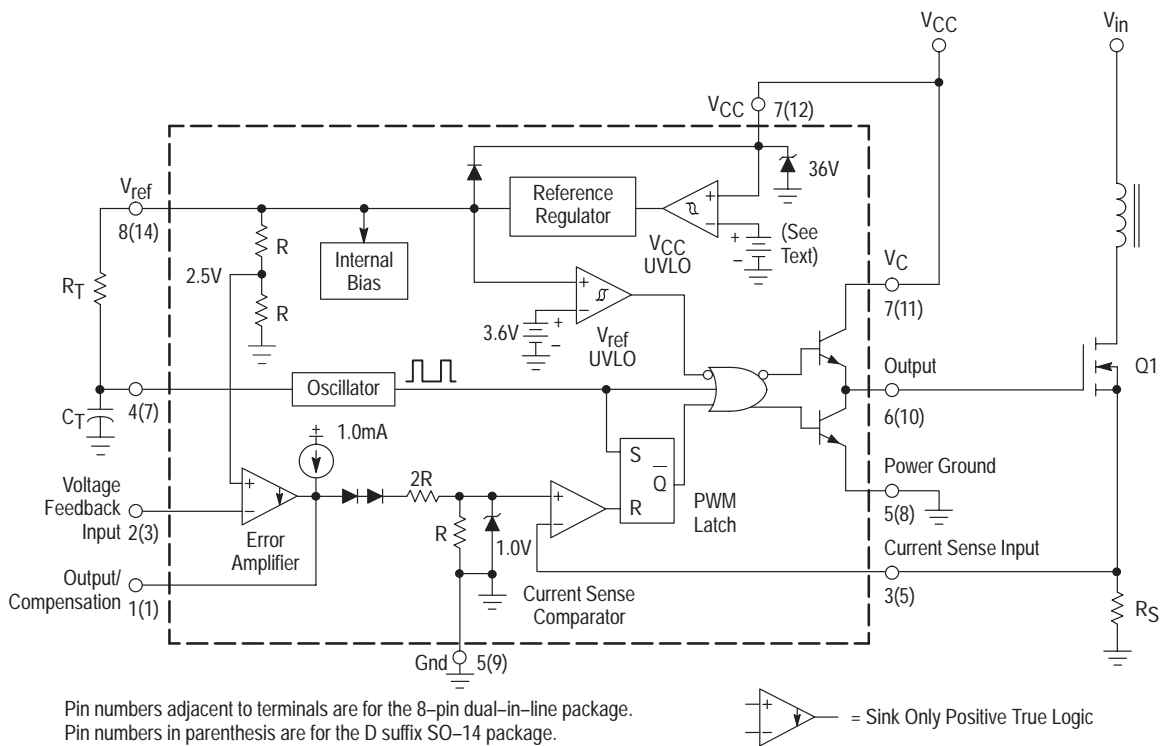 VCC
Vin
VCC
7(12)
36V
Vref
8(14)
Reference
Regulator
+
–
+
–
(See
Text)
VCC
UVLO
R
Internal
Bias
2.5V
RT
R
+
–
3.6V
+
–
Vref
UVLO
VC
7(11)
Oscillator
Output
6(10)
Q1
4(7)
CT
+
1.0mA
S
Q
R
PWM
Latch
Power Ground
5(8)
Voltage
Feedback
Input
2(3)
+
–
Error
Amplifier
2R
R
1.0V
+
–
Current Sense
Comparator
Current Sense Input
3(5)
RS
Output/
Compensation
1(1)
Gnd
5(9)
Pin numbers adjacent to terminals are for the 8–pin dual–in–line package.
Pin numbers in parenthesis are for the D suffix SO–14 package.
+
–
= Sink Only Positive True Logic